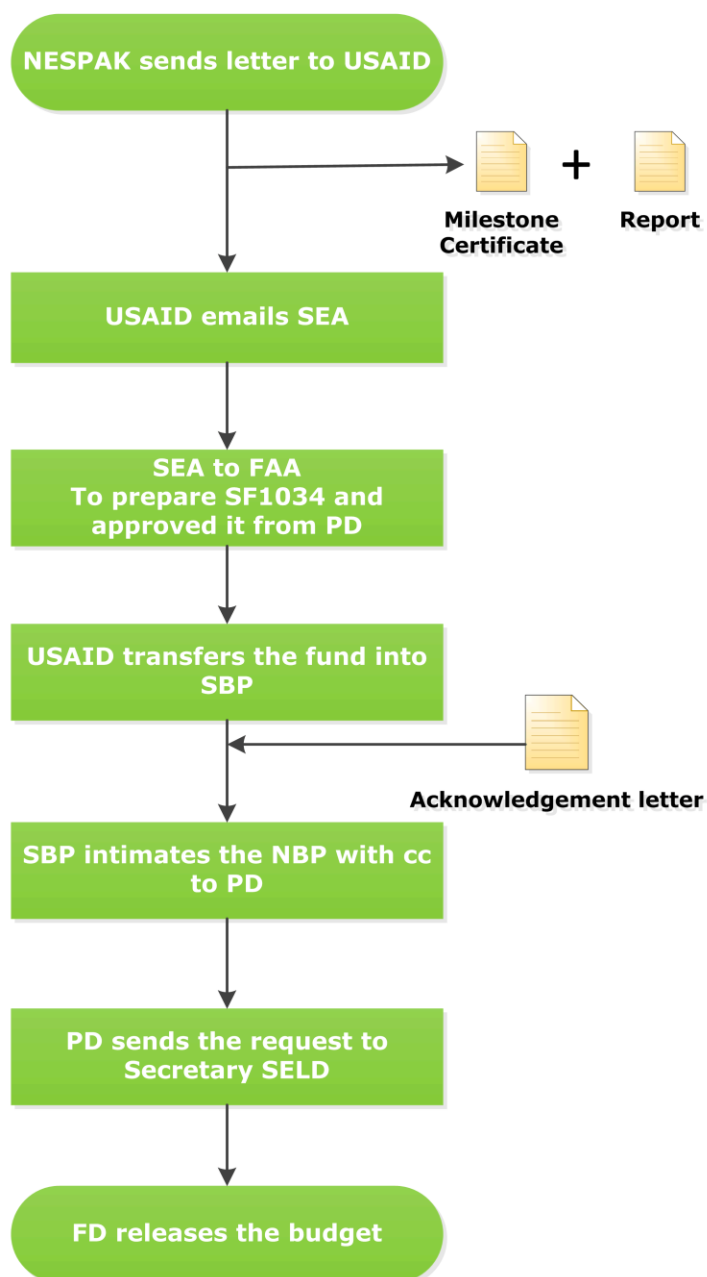 NESPAK sends letter to USAID
+
Milestone
Certificate
Report
USAID emails SEA
SEA to FAA
To prepare SF1034 and
approved it from PD
USAID transfers the fund into
SBP
Acknowledgement letter
SBP intimates the NBP with cc
to PD
PD sends the request to
Secretary SELD
FD releases the budget